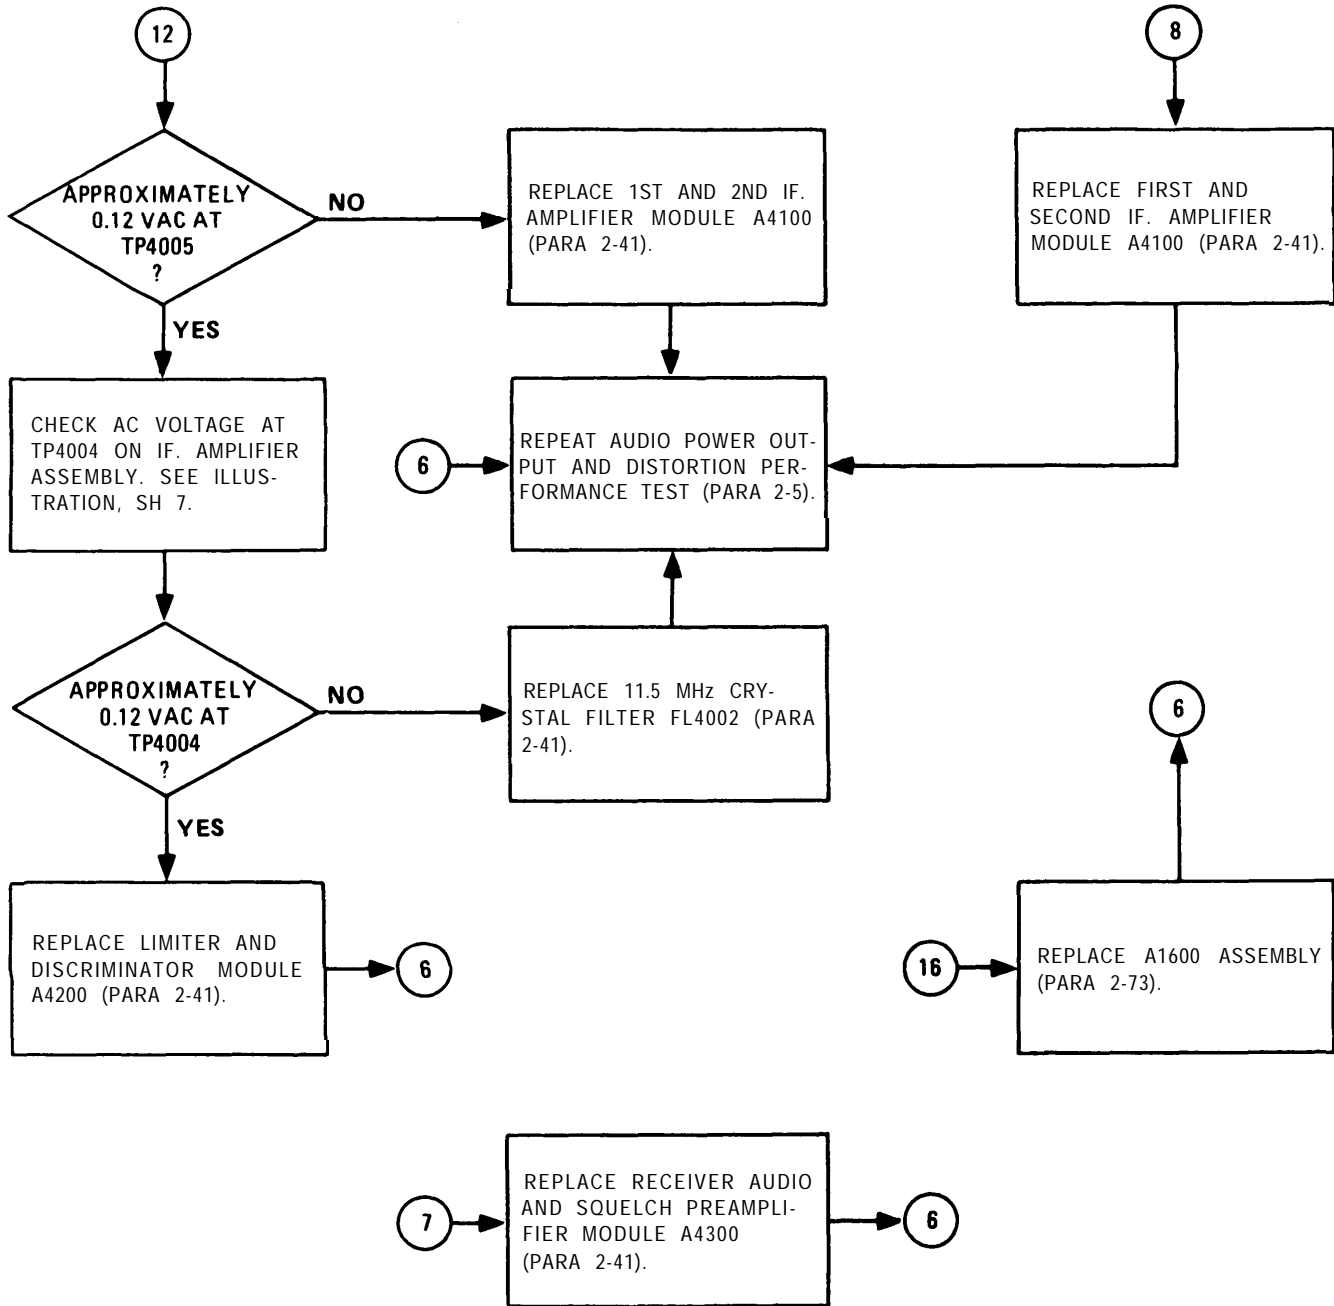 12
8
APPROXIMATELY
0.12 VAC AT
TP4005
?
NO
REPLACE 1ST AND 2ND IF.
AMPLIFIER MODULE A4100
(PARA 2-41).
REPLACE FIRST AND
SECOND IF. AMPLIFIER
MODULE A4100 (PARA 2-41).
YES
CHECK AC VOLTAGE AT
TP4004 ON IF. AMPLIFIER
ASSEMBLY. SEE ILLUS-
TRATION, SH 7.
6
REPEAT AUDIO POWER OUT-
PUT AND DISTORTION PER-
FORMANCE TEST (PARA 2-5).
APPROXIMATELY
0.12 VAC AT
TP4004
?
NO
REPLACE 11.5 MHz CRY-
STAL FILTER FL4002 (PARA
2-41).
6
YES
REPLACE LIMITER AND
DISCRIMINATOR MODULE
A4200 (PARA 2-41).
6
16
REPLACE A1600 ASSEMBLY
(PARA 2-73).
7
REPLACE RECEIVER AUDIO
AND SQUELCH PREAMPLI-
FIER MODULE A4300
(PARA 2-41).
6